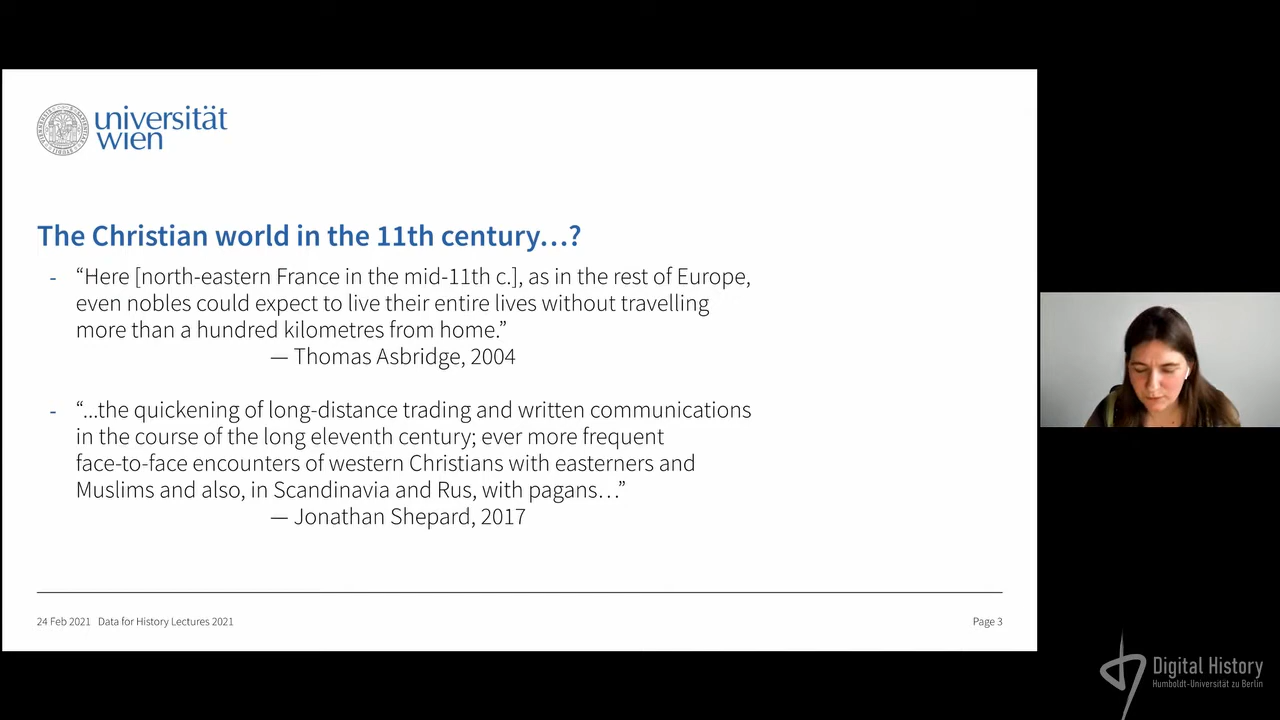 universität
wien
The Christian world in the 11th century…?
- “Here [north-eastern France in the mid-11th c.], as in the rest of Europe,
even nobles could expect to live their entire lives without travelling
more than a hundred kilometres from home.”
— Thomas Asbridge, 2004
- “...the quickening of long-distance trading and written communications
in the course of the long eleventh century; ever more frequent
face-to-face encounters of western Christians with easterners and
Muslims and also, in Scandinavia and Rus, with pagans…”
— Jonathan Shepard, 2017
24 Feb 2021 Data for History Lectures 2021
Page 3
Digital History
Humboldt-Universität zu Berlin